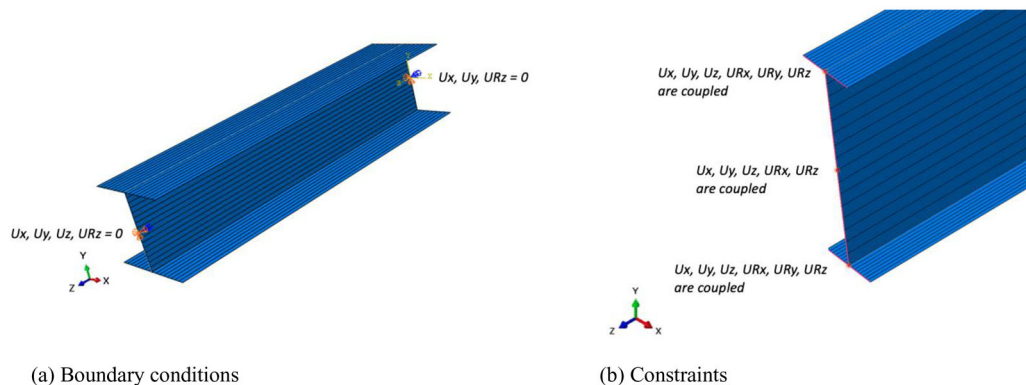 Ux, Uy, URz = 0
Ux, Uy, Uz, URz = 0
Y
Z
X
(a) Boundary conditions
Ux, Uy, Uz, URx, URy, URz
are coupled
Ux, Uy, Uz, URx, URz
are coupled
Ux, Uy, Uz, URx, URy, URz
are coupled
Y
Z
X
(b) Constraints